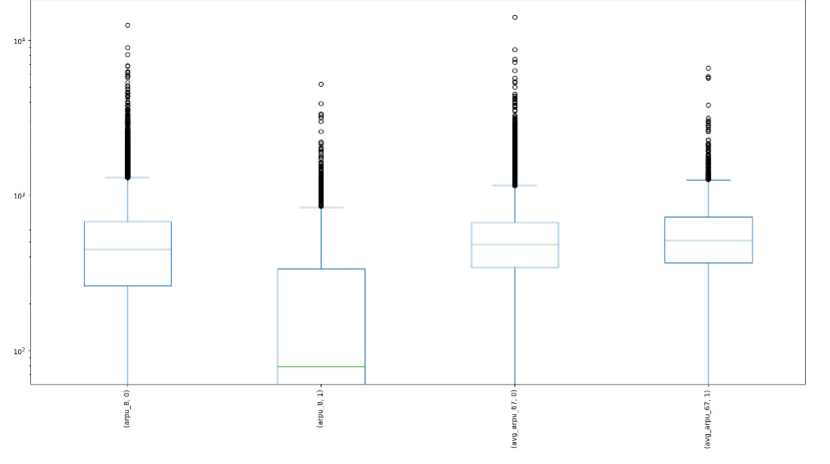 10⁴
10³
10²
(arpu_8, 0)
(arpu_8, 1)
(avg_arpu_67, 0)
(avg_arpu_67, 1)